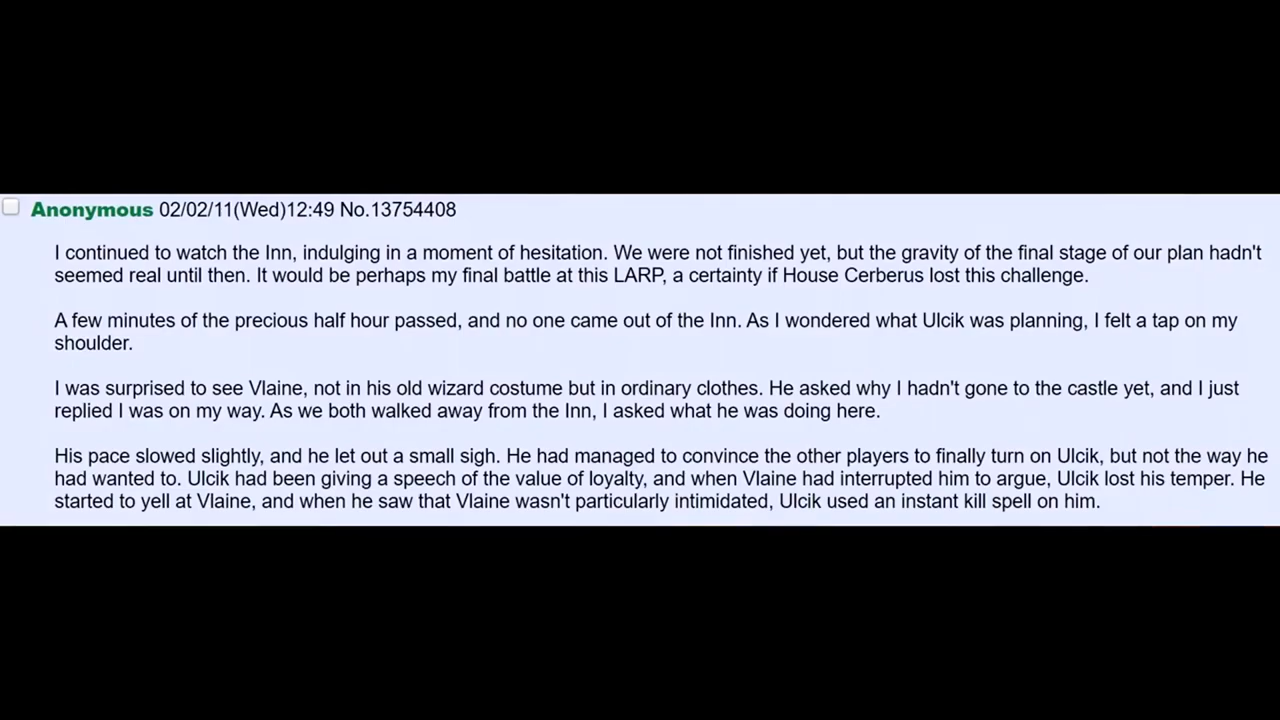 Anonymous 02/02/11(Wed)12:49 No.13754408
I continued to watch the Inn, indulging in a moment of hesitation. We were not finished yet, but the gravity of the final stage of our plan hadn't
seemed real until then. It would be perhaps my final battle at this LARP, a certainty if House Cerberus lost this challenge.
A few minutes of the precious half hour passed, and no one came out of the Inn. As I wondered what Ulcik was planning, I felt a tap on my
shoulder.
I was surprised to see Vlaine, not in his old wizard costume but in ordinary clothes. He asked why I hadn't gone to the castle yet, and I just
replied I was on my way. As we both walked away from the Inn, I asked what he was doing here.
His pace slowed slightly, and he let out a small sigh. He had managed to convince the other players to finally turn on Ulcik, but not the way he
had wanted to. Ulcik had been giving a speech of the value of loyalty, and when Vlaine had interrupted him to argue, Ulcik lost his temper. He
started to yell at Vlaine, and when he saw that Vlaine wasn't particularly intimidated, Ulcik used an instant kill spell on him.